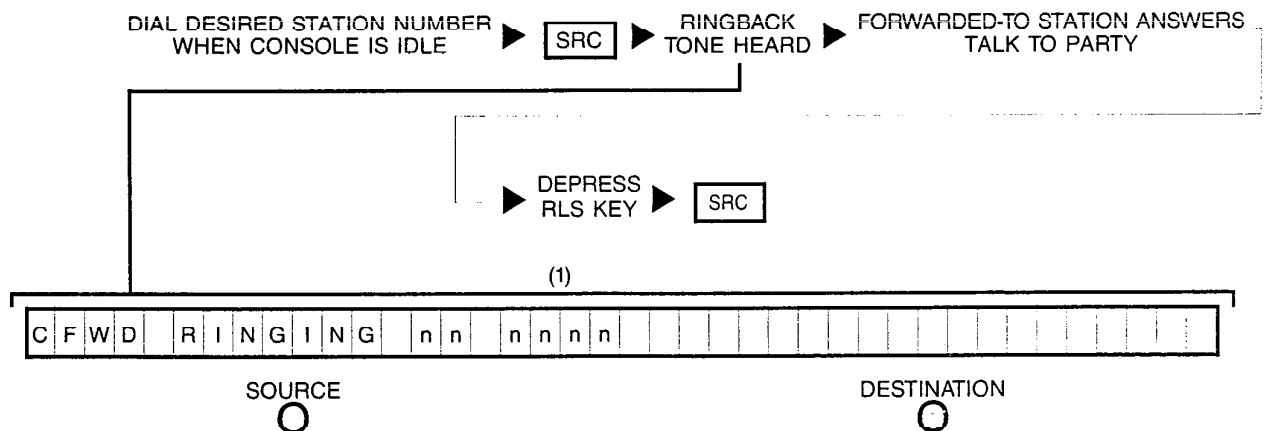 DIAL DESIRED STATION NUMBER
WHEN CONSOLE IS IDLE
SRC
RINGBACK
TONE HEARD
FORWARDED-TO STATION ANSWERS
TALK TO PARTY
DEPRESS
RLS KEY
SRC
(1)
CFWD RINGING nn nnnn
SOURCE
DESTINATION